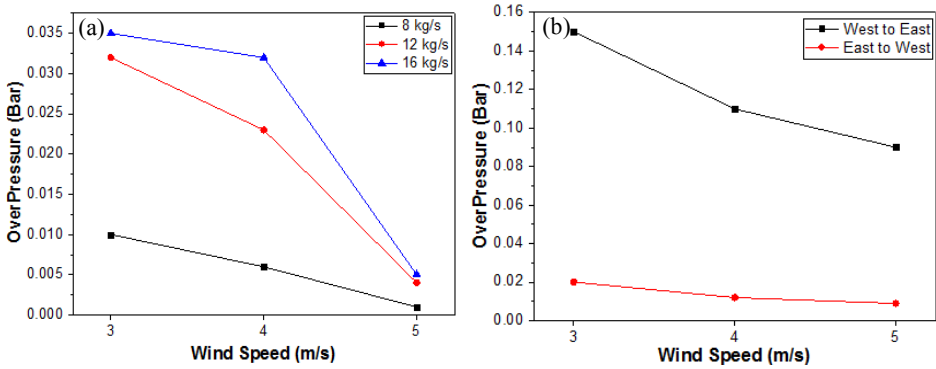 (a)
8 kg/s
12 kg/s
16 kg/s
0.035
0.030
0.025
0.020
0.015
0.010
0.005
0.000
OverPressure (Bar)
3
4
5
Wind Speed (m/s)
(b)
West to East
East to West
0.16
0.14
0.12
0.10
0.08
0.06
0.04
0.02
0.00
OverPressure (Bar)
3
4
5
Wind Speed (m/s)